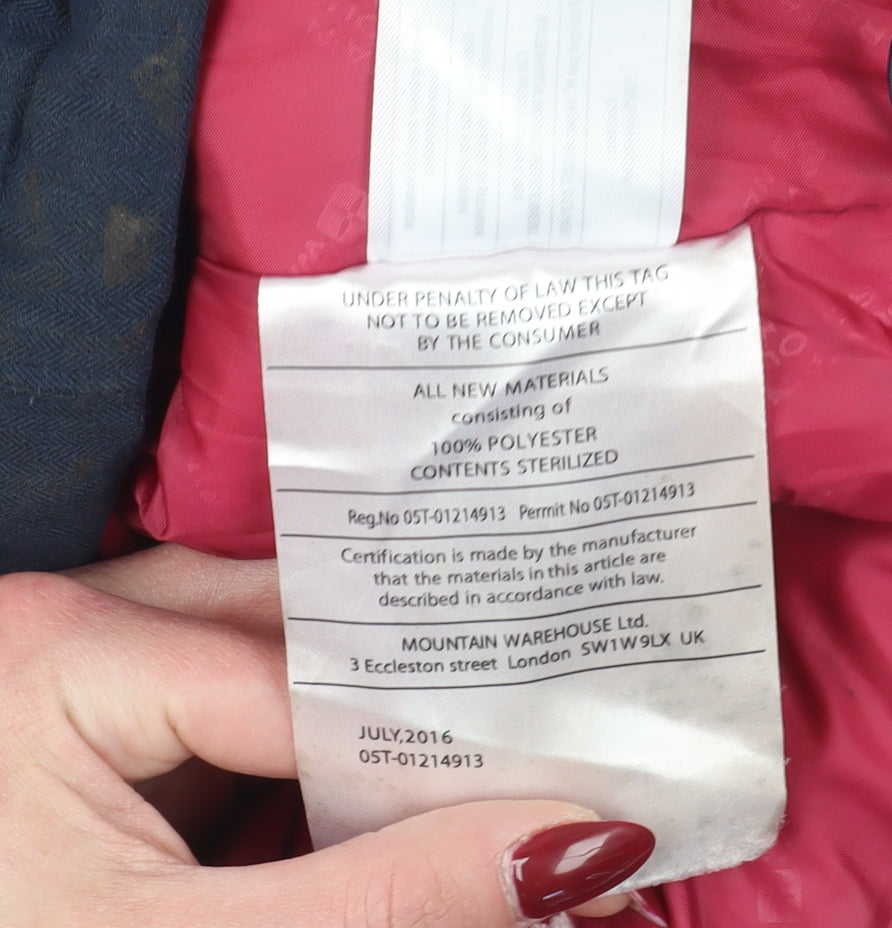 UNDER PENALTY OF LAW THIS TAG
NOT TO BE REMOVED EXCEPT
BY THE CONSUMER
ALL NEW MATERIALS
consisting of
100% POLYESTER
CONTENTS STERILIZED
Reg.No 05T-01214913 Permit No 05T-01214913
Certification is made by the manufacturer
that the materials in this article are
described in accordance with law.
MOUNTAIN WAREHOUSE Ltd.
3 Eccleston street London SW1W9LX UK
JULY,2016
05T-01214913